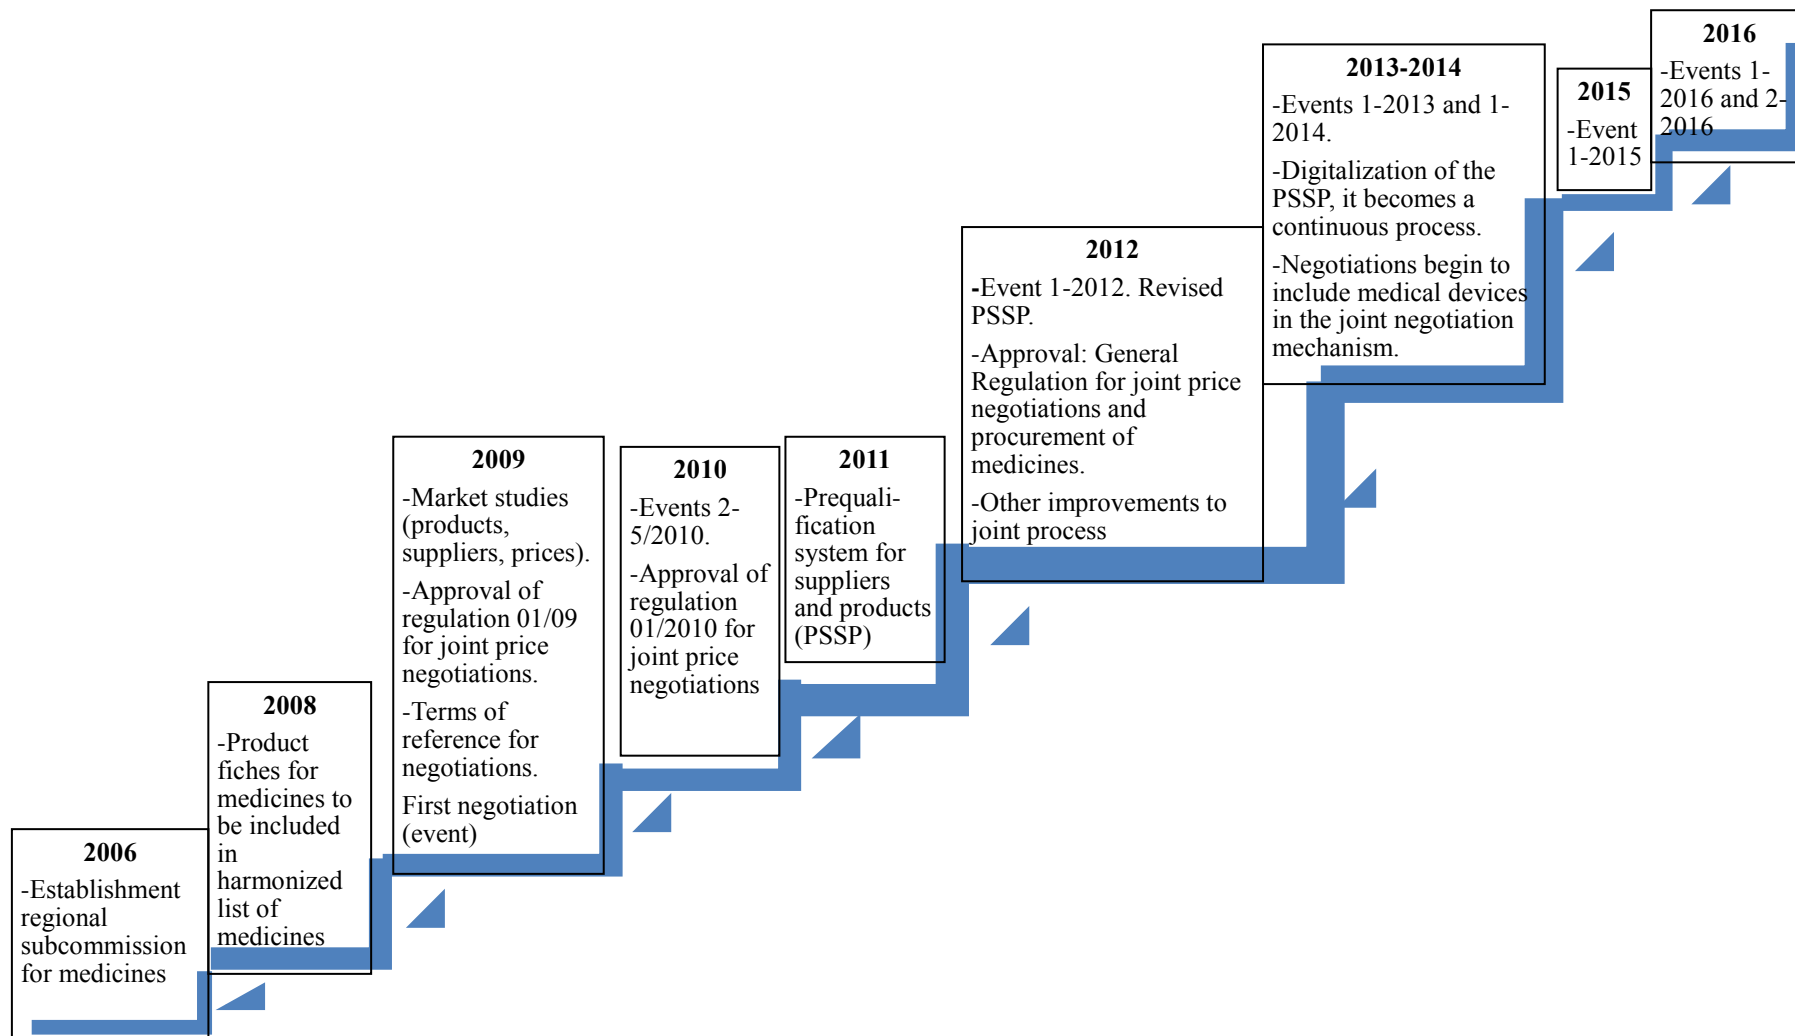 2006
-Establishment
regional
subcommission
for medicines
2008
-Product
fiches for
medicines to
be included
in
harmonized
list of
medicines
2009
-Market studies
(products,
suppliers, prices).
-Approval of
regulation 01/09
for joint price
negotiations.
-Terms of
reference for
negotiations.
First negotiation
(event)
2010
-Events 2-
5/2010.
-Approval of
regulation
01/2010 for
joint price
negotiations
2011
-Prequali-
fication
system for
suppliers
and products
(PSSP)
2012
-Event 1-2012. Revised
PSSP.
-Approval: General
Regulation for joint price
negotiations and
procurement of
medicines.
-Other improvements to
joint process
2013-2014
-Events 1-2013 and 1-
2014.
-Digitalization of the
PSSP, it becomes a
continuous process.
-Negotiations begin to
include medical devices
in the joint negotiation
mechanism.
2015
-Event
1-2015
2016
-Events 1-
2016 and 2-
2016